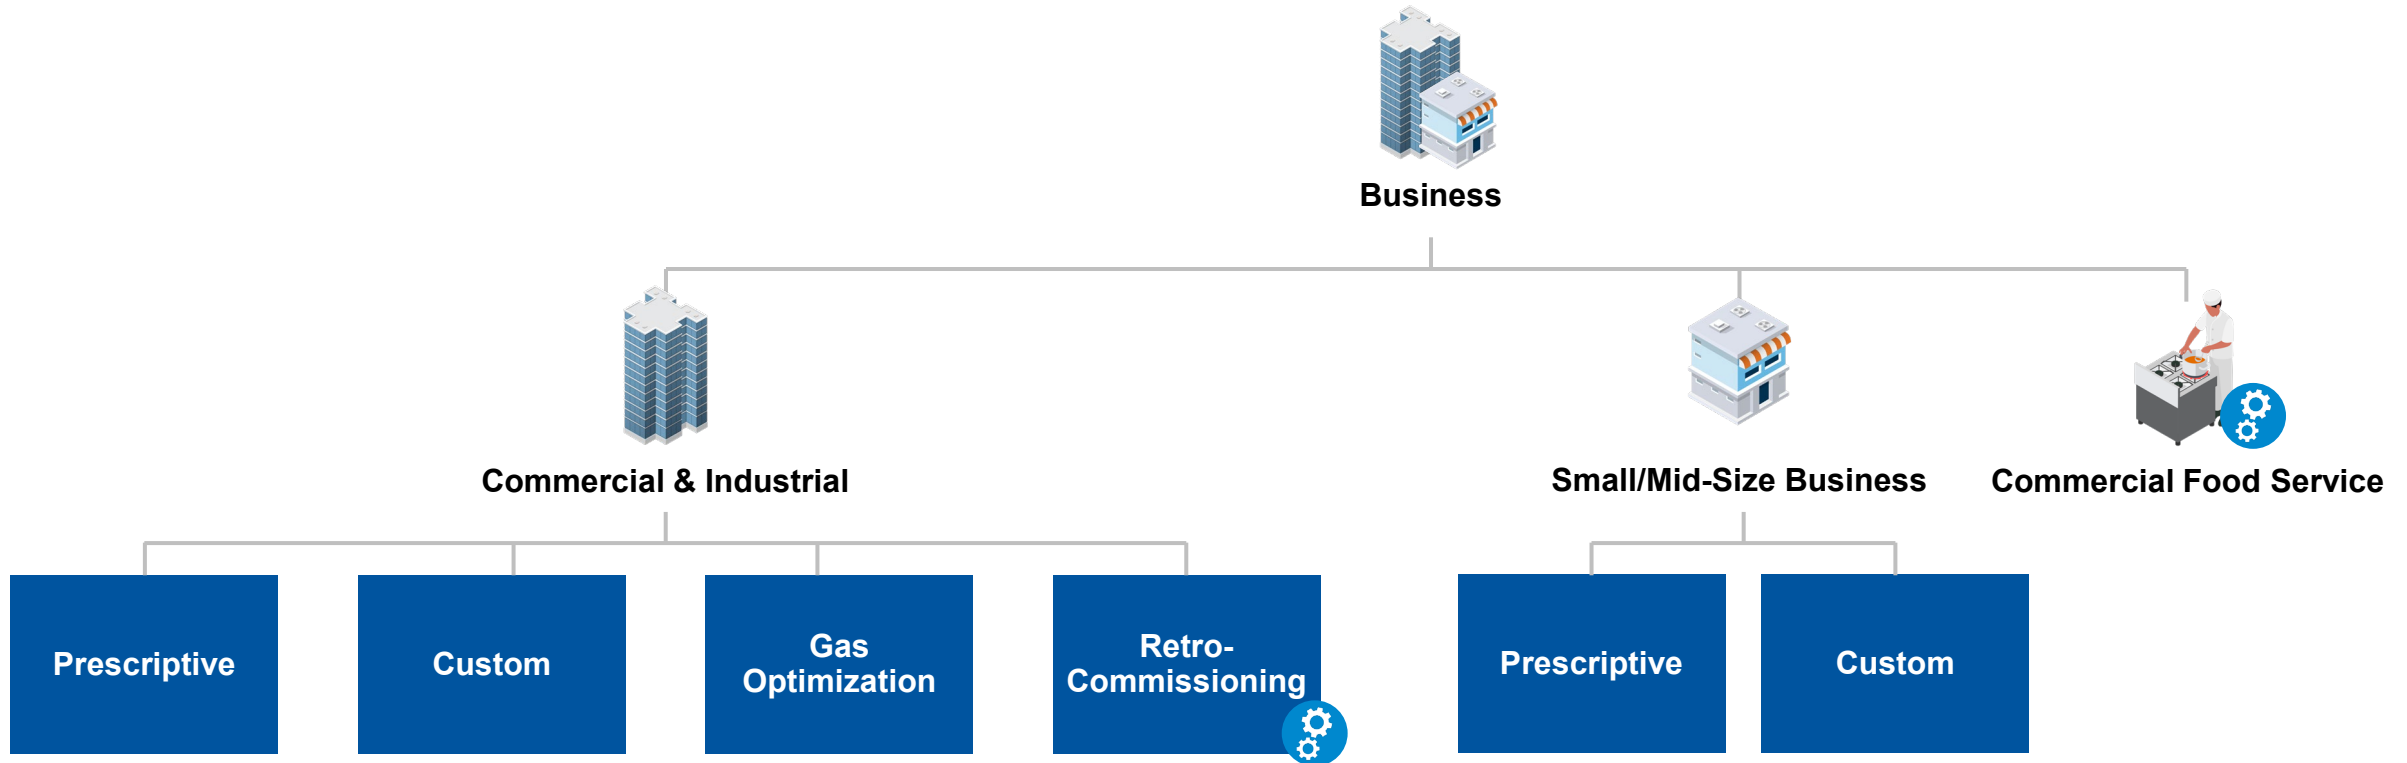 Business
Commercial & Industrial
Small/Mid-Size Business
Commercial Food Service
Prescriptive
Custom
Gas
Optimization
Retro-
Commissioning
Prescriptive
Custom